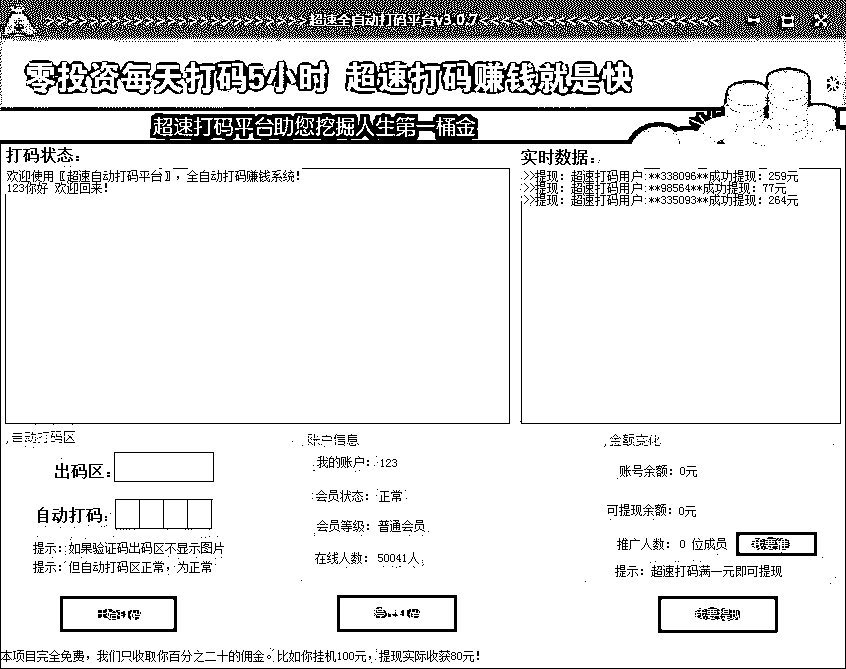 超速全自动打码平台v3.0.7
零投资每天打码5小时 超速打码赚钱就是快
超速打码平台助您挖掘人生第一桶金
打码状态:
欢迎使用〖超速自动打码平台〗,全自动打码赚钱系统!
123你好 欢迎回来!
实时数据:
>>提现: 超速打码用户:**338096**成功提现: 259元
>>提现: 超速打码用户:**98564**成功提现: 77元
>>提现: 超速打码用户:**335093**成功提现: 264元
自动打码区
出码区:
自动打码:
提示: 如果验证码出码区不显示图片
提示: 但自动打码区正常, 为正常
开始打码
账户信息
我的账户: 123
会员状态: 正常
会员等级: 普通会员
在线人数: 50041人
打码
金额变化
账号余额: 0元
可提现余额: 0元
推广人数: 0 位成员
我要推
提示: 超速打码满一元即可提现
我要提现
本项目完全免费, 我们只收取你百分之二十的佣金。比如你挂机100元, 提现实际收获80元!